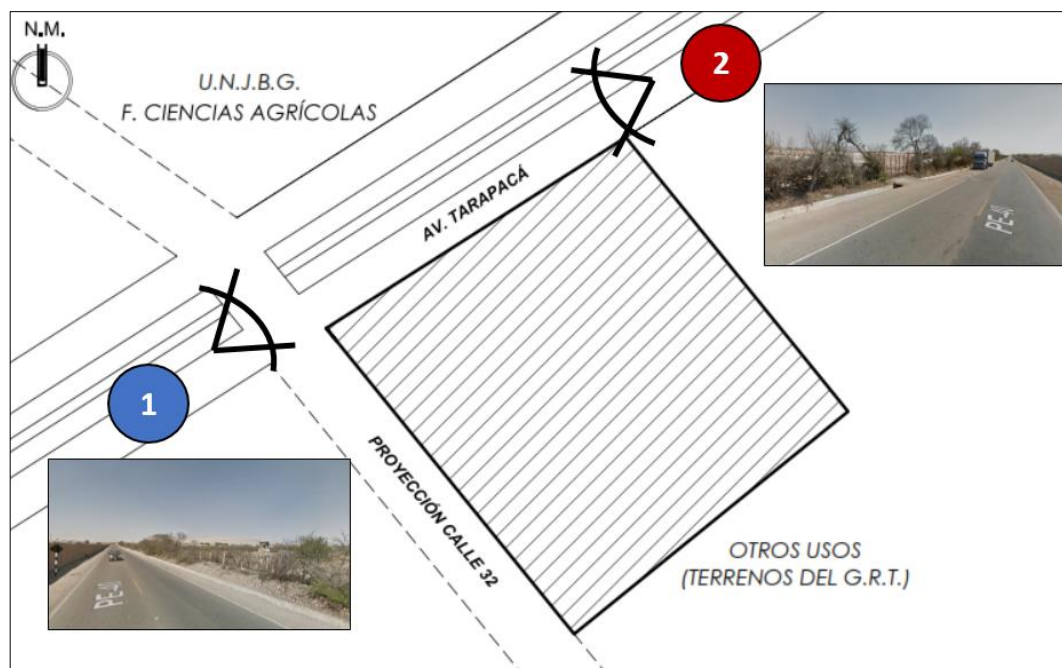 N.M.
U.N.J.B.G.
F. CIENCIAS AGRÍCOLAS
2
AV. TARAPACÁ
PE-40
1
PROYECCIÓN CALLE 32
PE-40
OTROS USOS
(TERRENOS DEL G.R.T.)